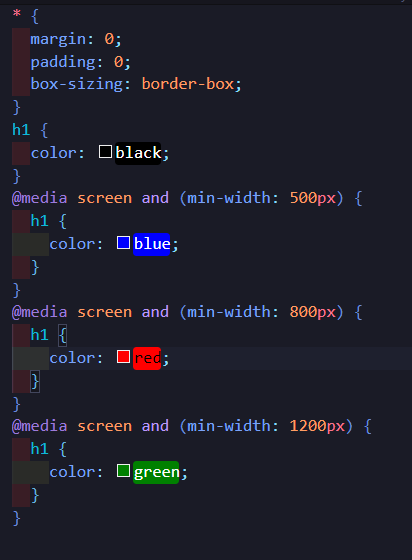 * {
  margin: 0;
  padding: 0;
  box-sizing: border-box;
}
h1 {
  color: black;
}
@media screen and (min-width: 500px) {
  h1 {
    color: blue;
  }
}
@media screen and (min-width: 800px) {
  h1 {
    color: red;
  }
}
@media screen and (min-width: 1200px) {
  h1 {
    color: green;
  }
}